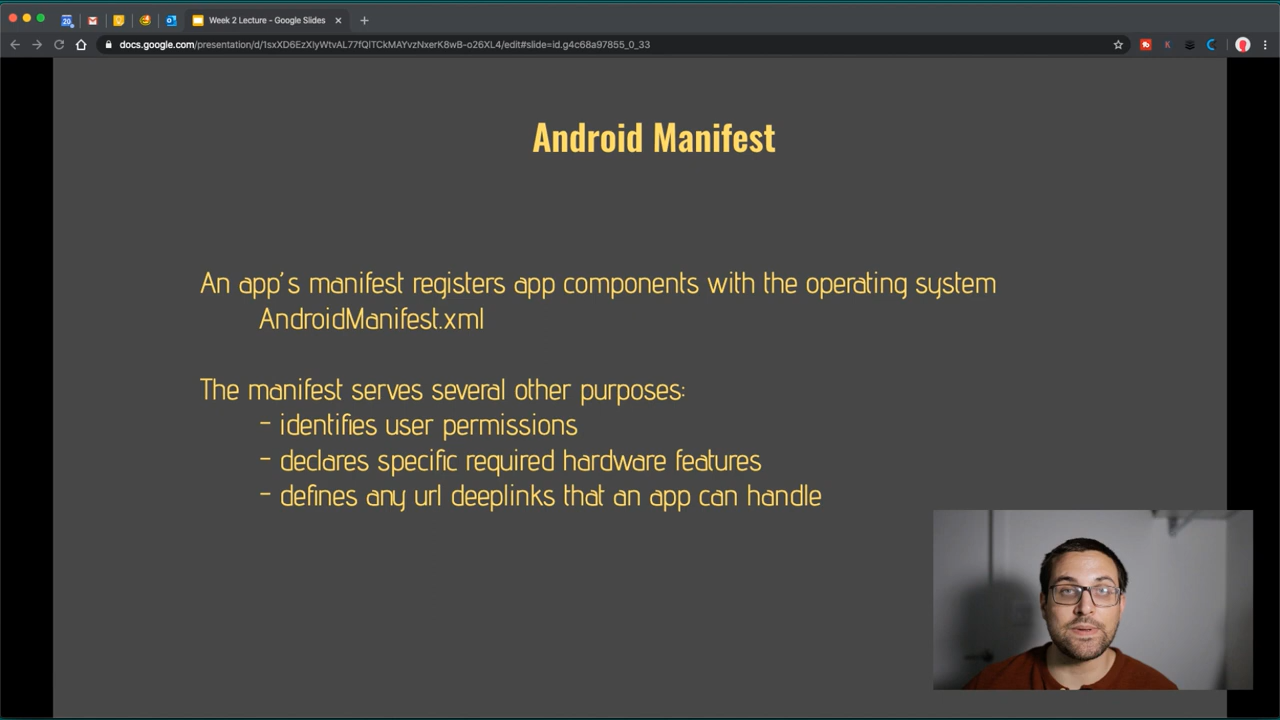 20
Week 2 Lecture - Google Slides
docs.google.com/presentation/d/1sxXD6EzXIyWtvAL77fQITCkMAYvzNxerK8wB-o26XL4/edit#slide=id.g4c68a97855_0_33
Android Manifest
An app's manifest registers app components with the operating system
AndroidManifest.xml
The manifest serves several other purposes:
- identifies user permissions
- declares specific required hardware features
- defines any url deeplinks that an app can handle